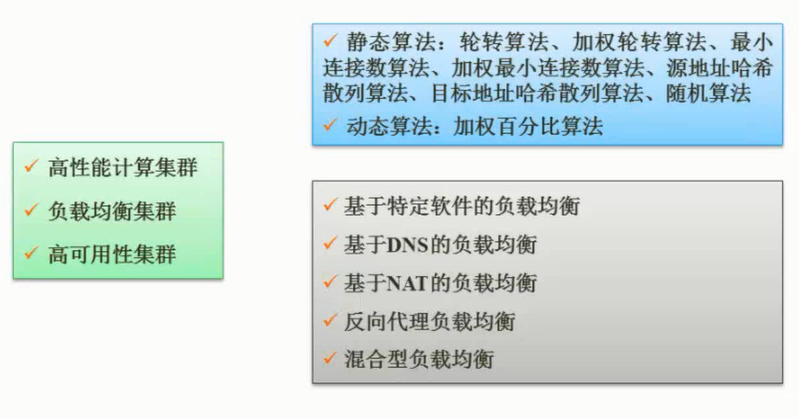 高性能计算集群
负载均衡集群
高可用性集群
静态算法：轮转算法、加权轮转算法、最小
连接数算法、加权最小连接数算法、源地址哈希
散列算法、目标地址哈希散列算法、随机算法
动态算法：加权百分比算法
基于特定软件的负载均衡
基于DNS的负载均衡
基于NAT的负载均衡
反向代理负载均衡
混合型负载均衡